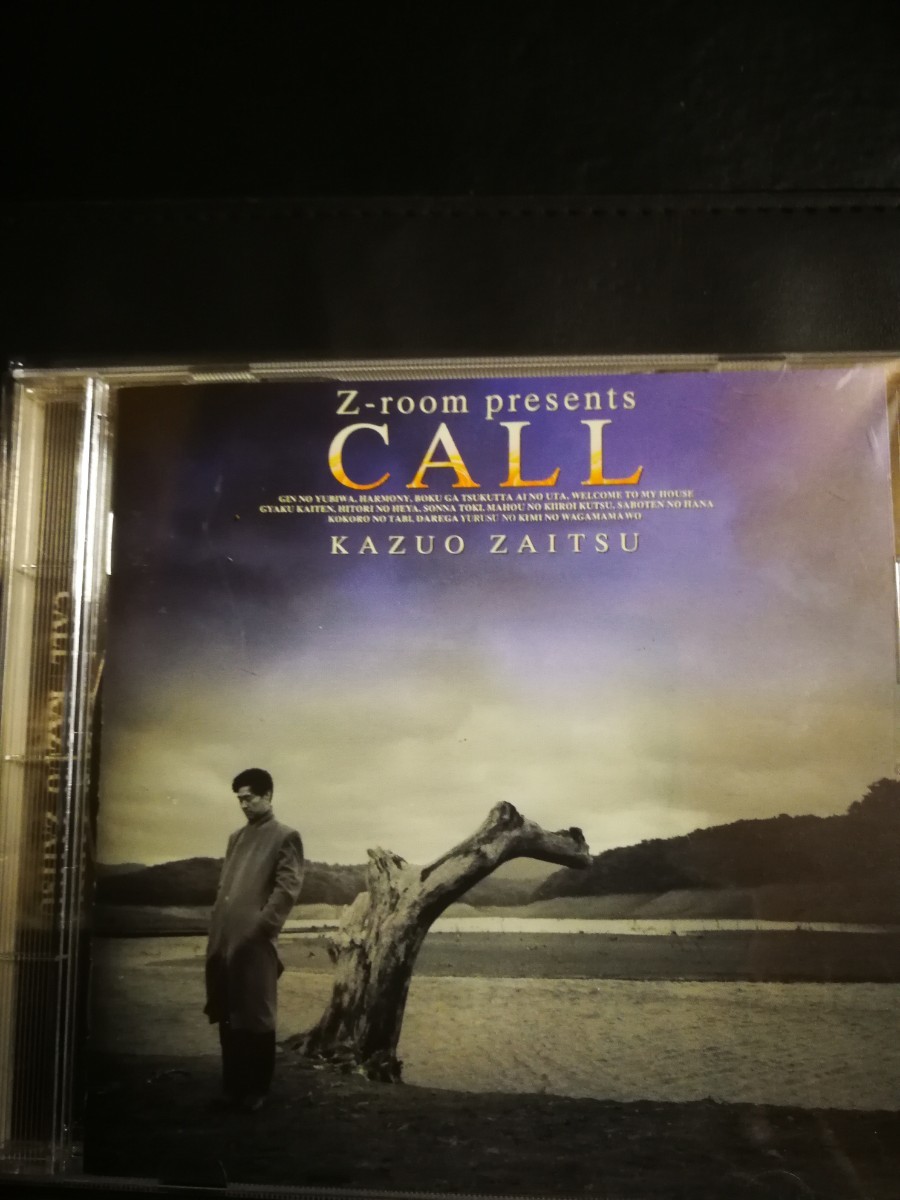 Z-room presents
CALL
GIN NO YUBIWA, HARMONY, BOKU GA TSUKUTTA AI NO UTA, WELCOME TO MY HOUSE
GYAKU KAITEN, HITORI NO HEYA, SONNA TOKI, MAHOU NO KIIROI KUTSU, SABOTEN NO HANA
KOKORO NO TABI, DAREGA YURUSU NO KIMI NO WAGAMAMA WO
KAZUO ZAITSU
CALL KAZUO ZAITSU